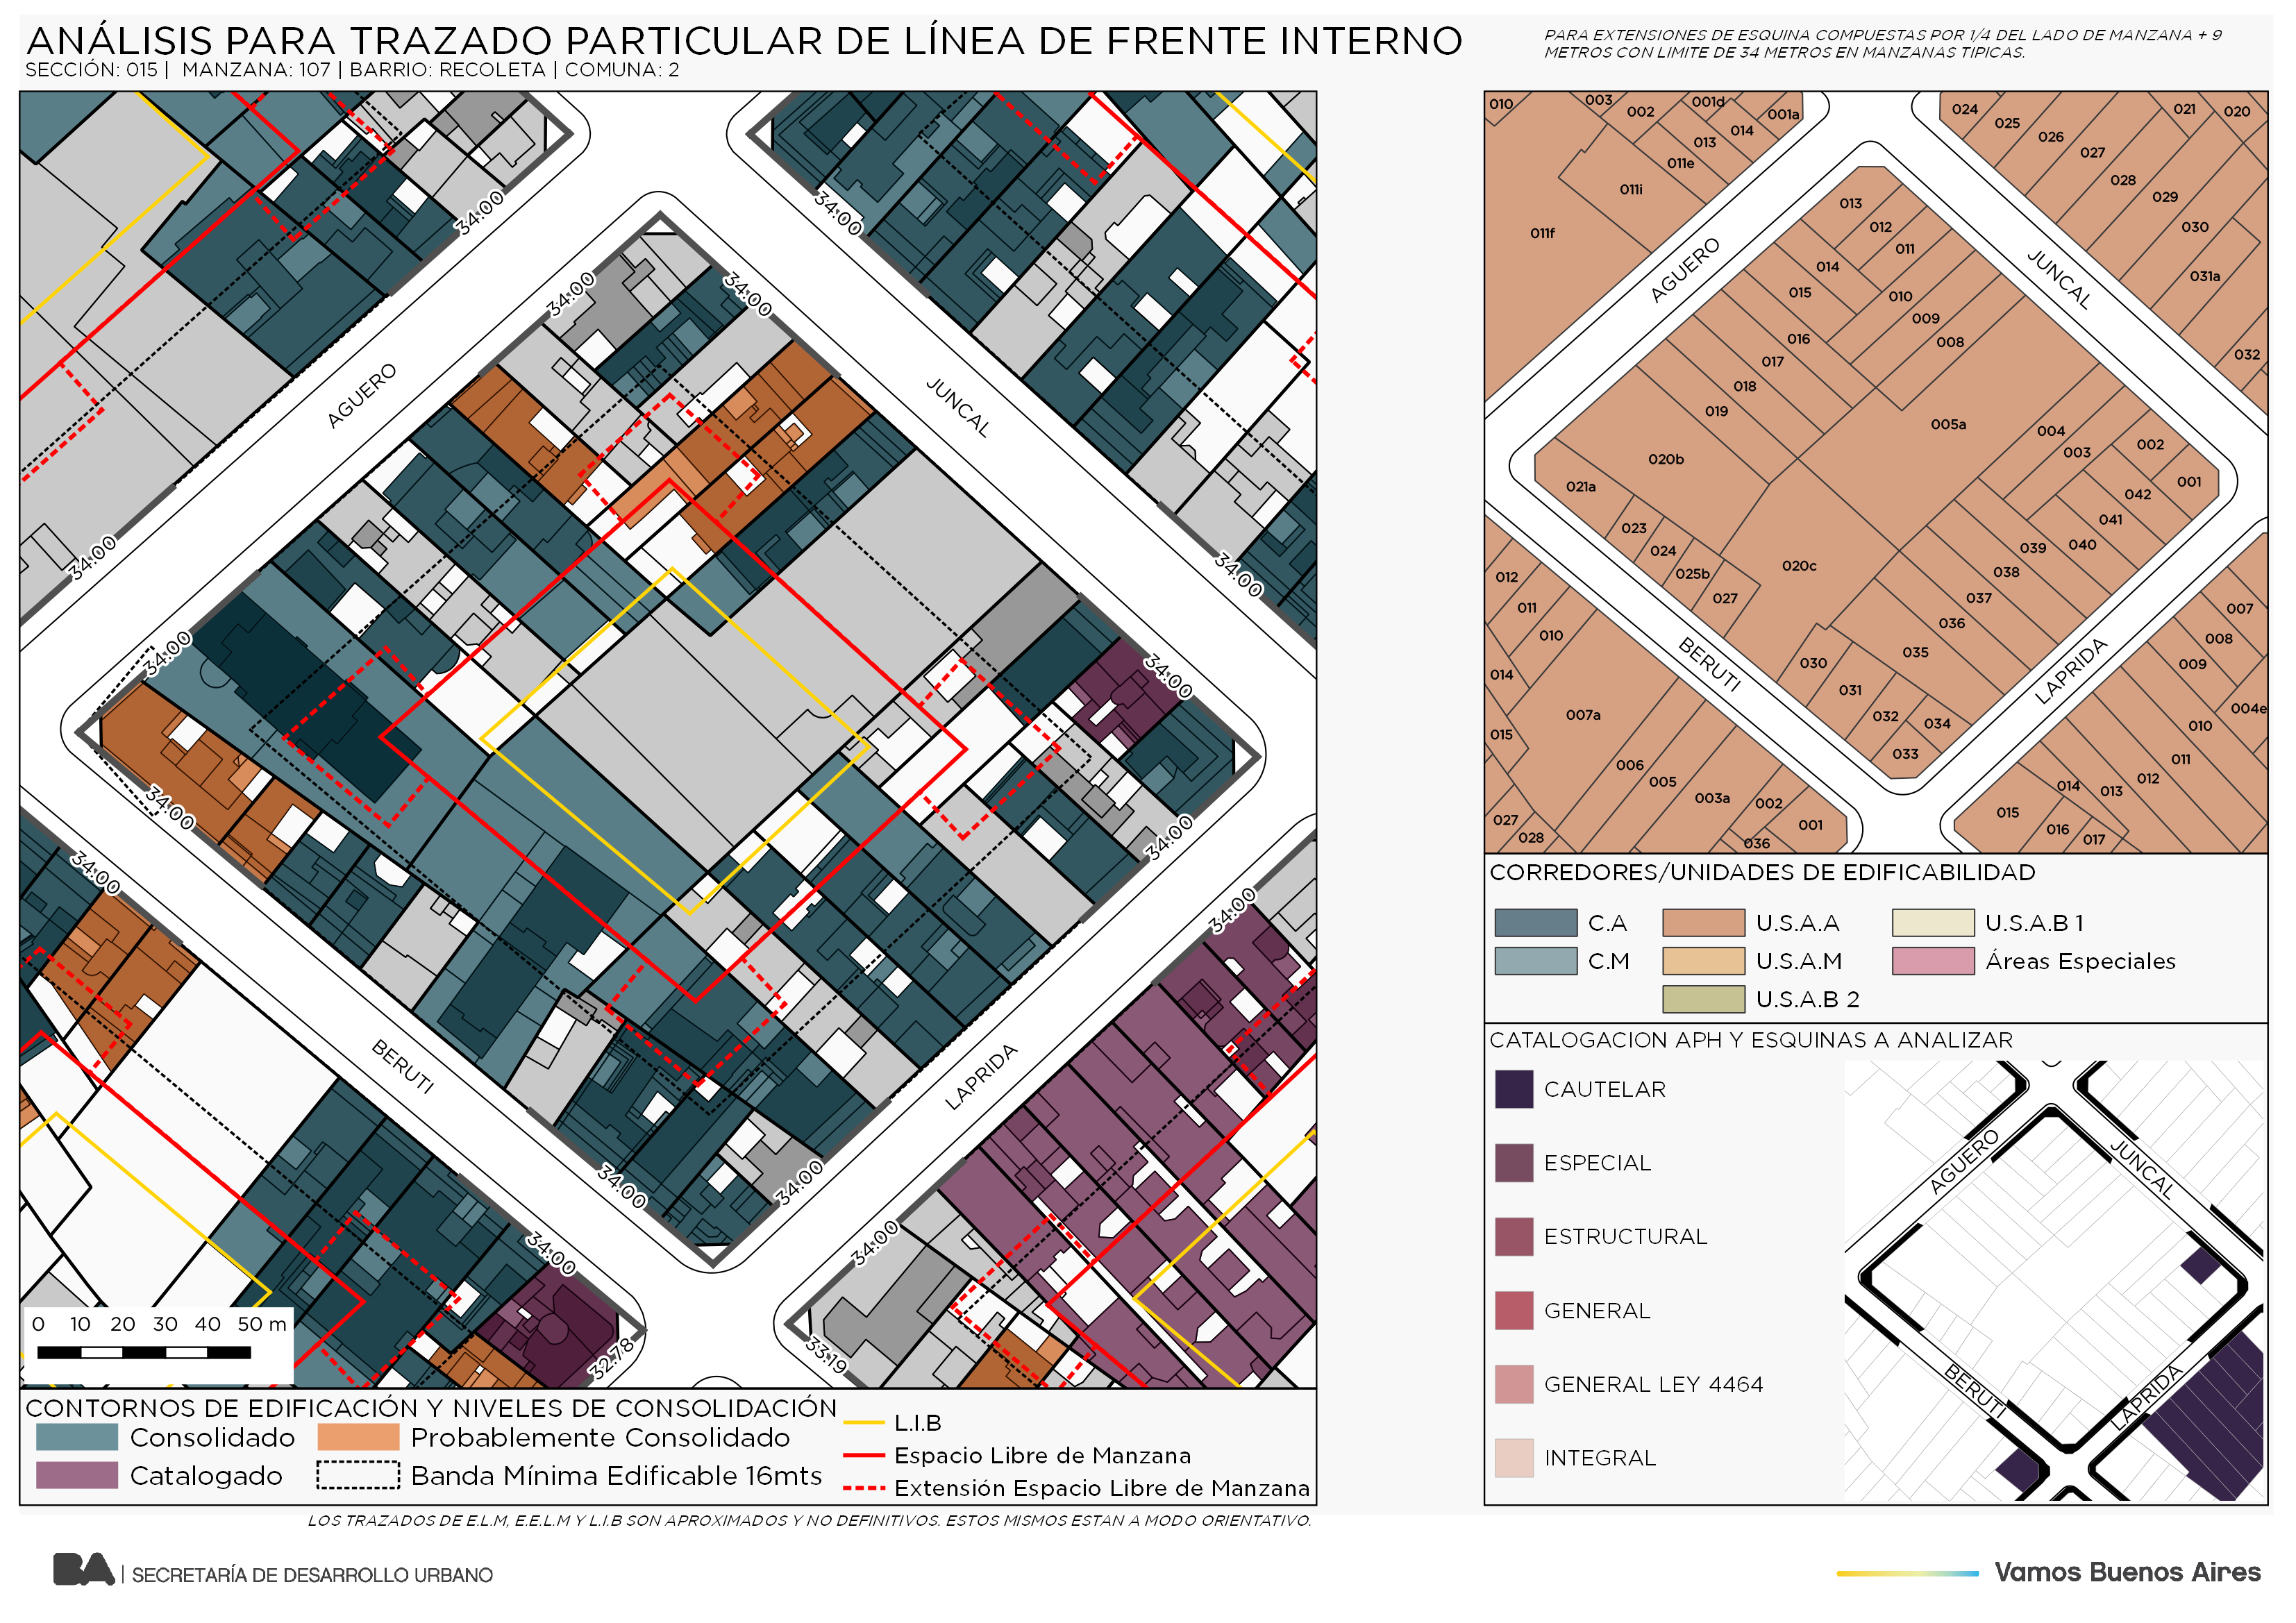 ANÁLISIS PARA TRAZADO PARTICULAR DE LÍNEA DE FRENTE INTERNO
SECCIÓN: 015 | MANZANA: 107 | BARRIO: RECOLETA | COMUNA: 2
PARA EXTENSIONES DE ESQUINA COMPUESTAS POR 1/4 DEL LADO DE MANZANA + 9
METROS CON LIMITE DE 34 METROS EN MANZANAS TIPICAS.
34:00
34:00
34:00
34:00
AGUERO
JUNCAL
34:00
34:00
34:00
34:00
34:00
34:00
34:00
34:00
BERUTI
LAPRIDA
34:00
34:00
34:00
34:00
32.78
33.19
0 10 20 30 40 50 m
CONTORNOS DE EDIFICACIÓN Y NIVELES DE CONSOLIDACIÓN
Consolidado
Probablemente Consolidado
Catalogado
Banda Mínima Edificable 16mts
L.I.B
Espacio Libre de Manzana
Extensión Espacio Libre de Manzana
LOS TRAZADOS DE E.L.M, E.E.L.M Y L.I.B SON APROXIMADOS Y NO DEFINITIVOS. ESTOS MISMOS ESTAN A MODO ORIENTATIVO.
010 003 002 001d 014 001a
013
011e
011i
011f
024 025 026 021 020
027
028
029
030
031a
032
AGUERO
JUNCAL
013
012
011
014
015
010
009
008
016
017
018
019
005a
004
003
002
001
042
041
040
039
038
037
036
035
020b
021a
023
024
025b
027
020c
030
031
032
034
033
BERUTI
LAPRIDA
012
011
010
014
007a
015
006
005
003a
002
001
036
027
028
007
008
009
004e
010
011
012
013
014
015
016
017
CORREDORES/UNIDADES DE EDIFICABILIDAD
C.A
U.S.A.A
U.S.A.B 1
C.M
U.S.A.M
Áreas Especiales
U.S.A.B 2
CATALOGACION APH Y ESQUINAS A ANALIZAR
CAUTELAR
ESPECIAL
ESTRUCTURAL
GENERAL
GENERAL LEY 4464
INTEGRAL
AGUERO
JUNCAL
BERUTI
LAPRIDA
BA | SECRETARÍA DE DESARROLLO URBANO
Vamos Buenos Aires